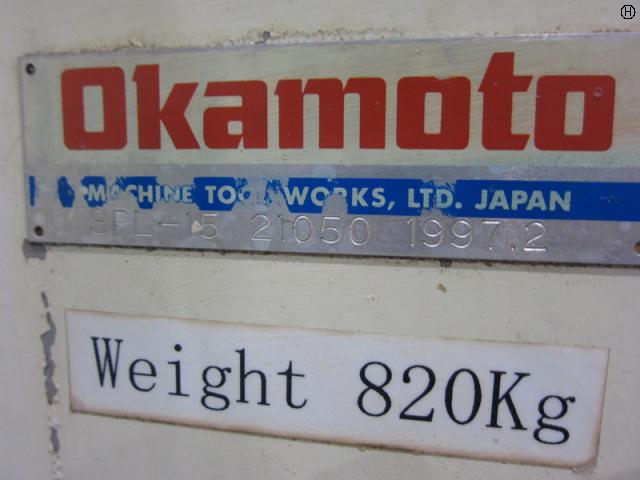 Okamoto
MACHINE TOOL WORKS, LTD. JAPAN
SPL-15 21050 1997.2
Weight 820Kg
H